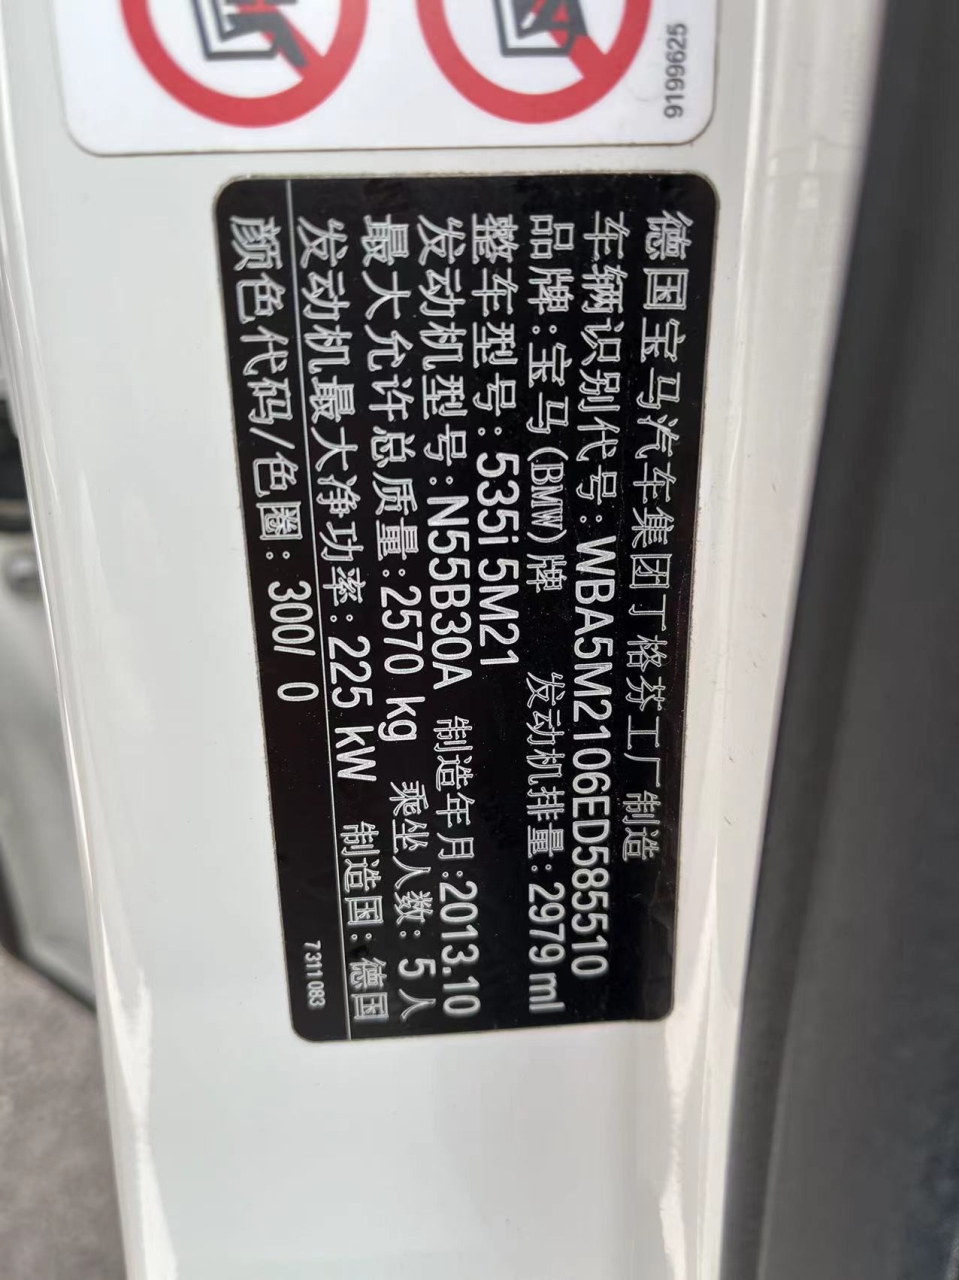 9199625
德国宝马汽车集团丁格芬工厂制造
车辆识别代号: WBA5M2106ED585510
品牌:宝马(BMW)牌 发动机排量:2979 ml
整车型号: 535i 5M21
发动机型号:N55B30A 制造年月:2013.10
最大允许总质量:2570 kg 乘坐人数: 5 人
发动机最大净功率: 225 kW 制造国: 德国
颜色代码/色圈: 300/ 0
7 311 083